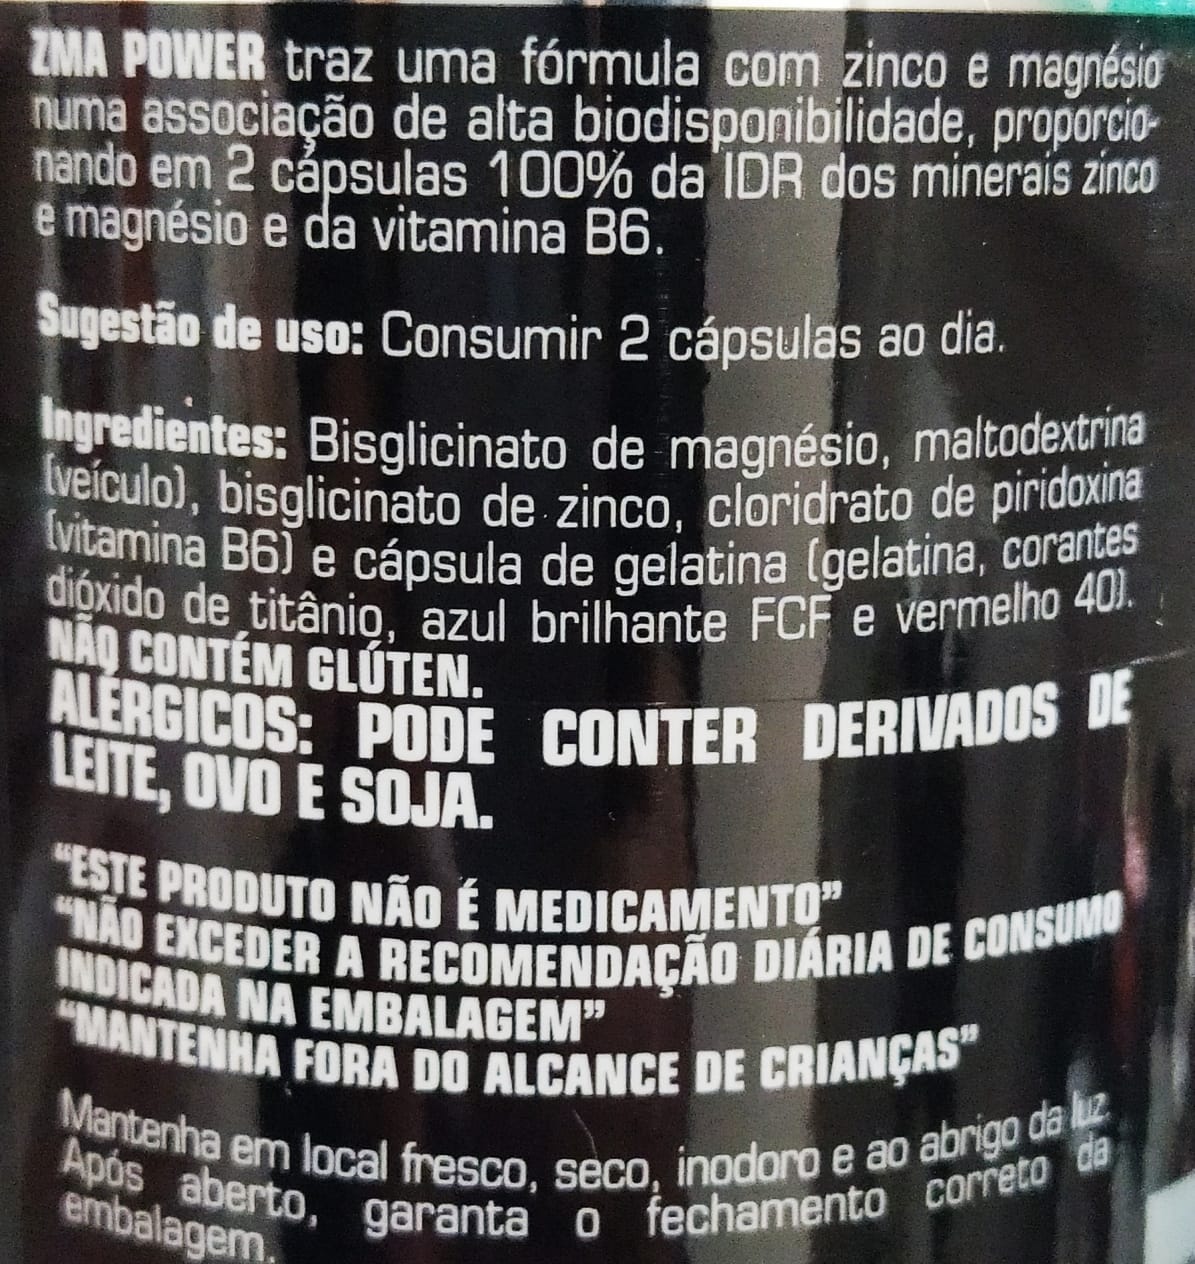 ZMA POWER traz uma fórmula com zinco e magnésio
numa associação de alta biodisponibilidade, proporcio-
nando em 2 cápsulas 100% da IDR dos minerais zinco
e magnésio e da vitamina B6.
Sugestão de uso: Consumir 2 cápsulas ao dia.
Ingredientes: Bisglicinato de magnésio, maltodextrina
(veículo), bisglicinato de zinco, cloridrato de piridoxina
(vitamina B6) e cápsula de gelatina (gelatina, corantes
dióxido de titânio, azul brilhante FCF e vermelho 40).
NÃO CONTÉM GLÚTEN.
ALÉRGICOS: PODE CONTER DERIVADOS DE
LEITE, OVO E SOJA.
"ESTE PRODUTO NÃO É MEDICAMENTO"
"NÃO EXCEDER A RECOMENDAÇÃO DIÁRIA DE CONSUMO
INDICADA NA EMBALAGEM"
"MANTENHA FORA DO ALCANCE DE CRIANÇAS"
Mantenha em local fresco, seco, inodoro e ao abrigo da luz.
Após aberto, garanta o fechamento correto da
embalagem.